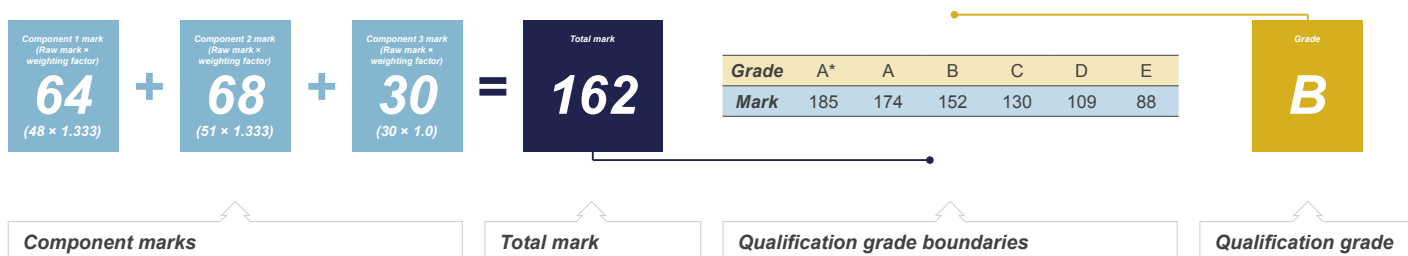 Component 1 mark
(Raw mark ×
weighting factor)
64
(48 × 1.333)
+
Component 2 mark
(Raw mark ×
weighting factor)
68
(51 × 1.333)
+
Component 3 mark
(Raw mark ×
weighting factor)
30
(30 × 1.0)
=
Total mark
162
Grade A* A B C D E
Mark 185 174 152 130 109 88
Grade
B
Component marks
Total mark
Qualification grade boundaries
Qualification grade